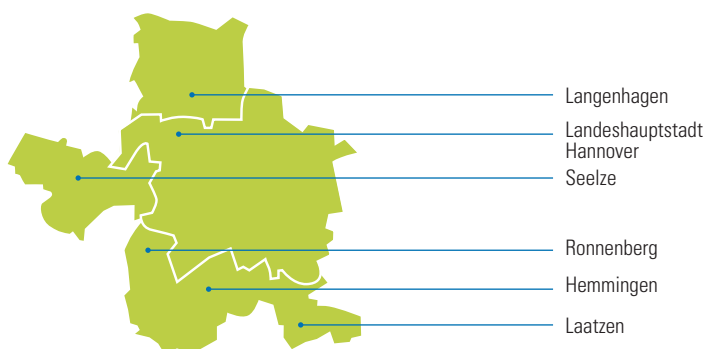 Langenhagen
Landeshauptstadt
Hannover
Seelze
Ronnenberg
Hemmingen
Laatzen